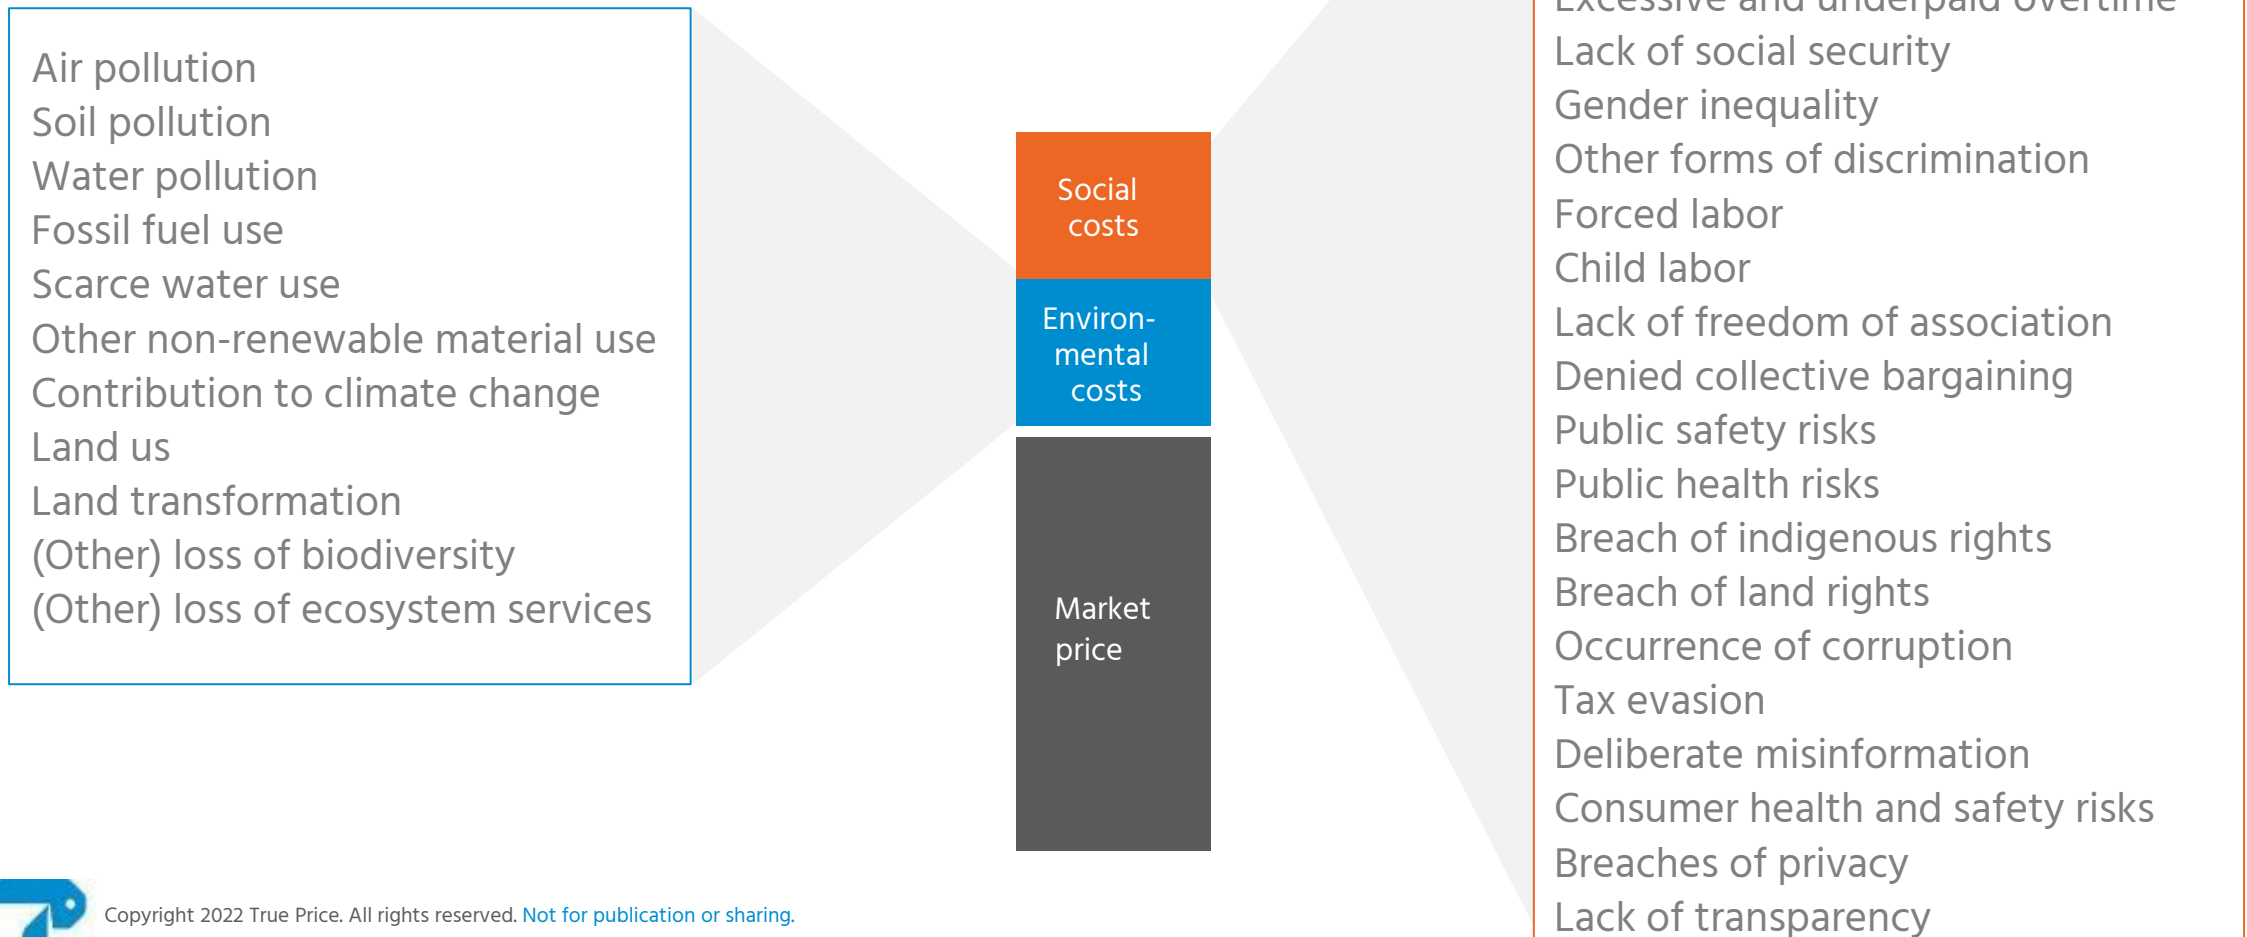 Air pollution
Soil pollution
Water pollution
Fossil fuel use
Scarce water use
Other non-renewable material use
Contribution to climate change
Land us
Land transformation
(Other) loss of biodiversity
(Other) loss of ecosystem services
Social
costs
Environ-
mental
costs
Market
price
Excessive and underpaid overtime
Lack of social security
Gender inequality
Other forms of discrimination
Forced labor
Child labor
Lack of freedom of association
Denied collective bargaining
Public safety risks
Public health risks
Breach of indigenous rights
Breach of land rights
Occurrence of corruption
Tax evasion
Deliberate misinformation
Consumer health and safety risks
Breaches of privacy
Lack of transparency
Copyright 2022 True Price. All rights reserved. Not for publication or sharing.